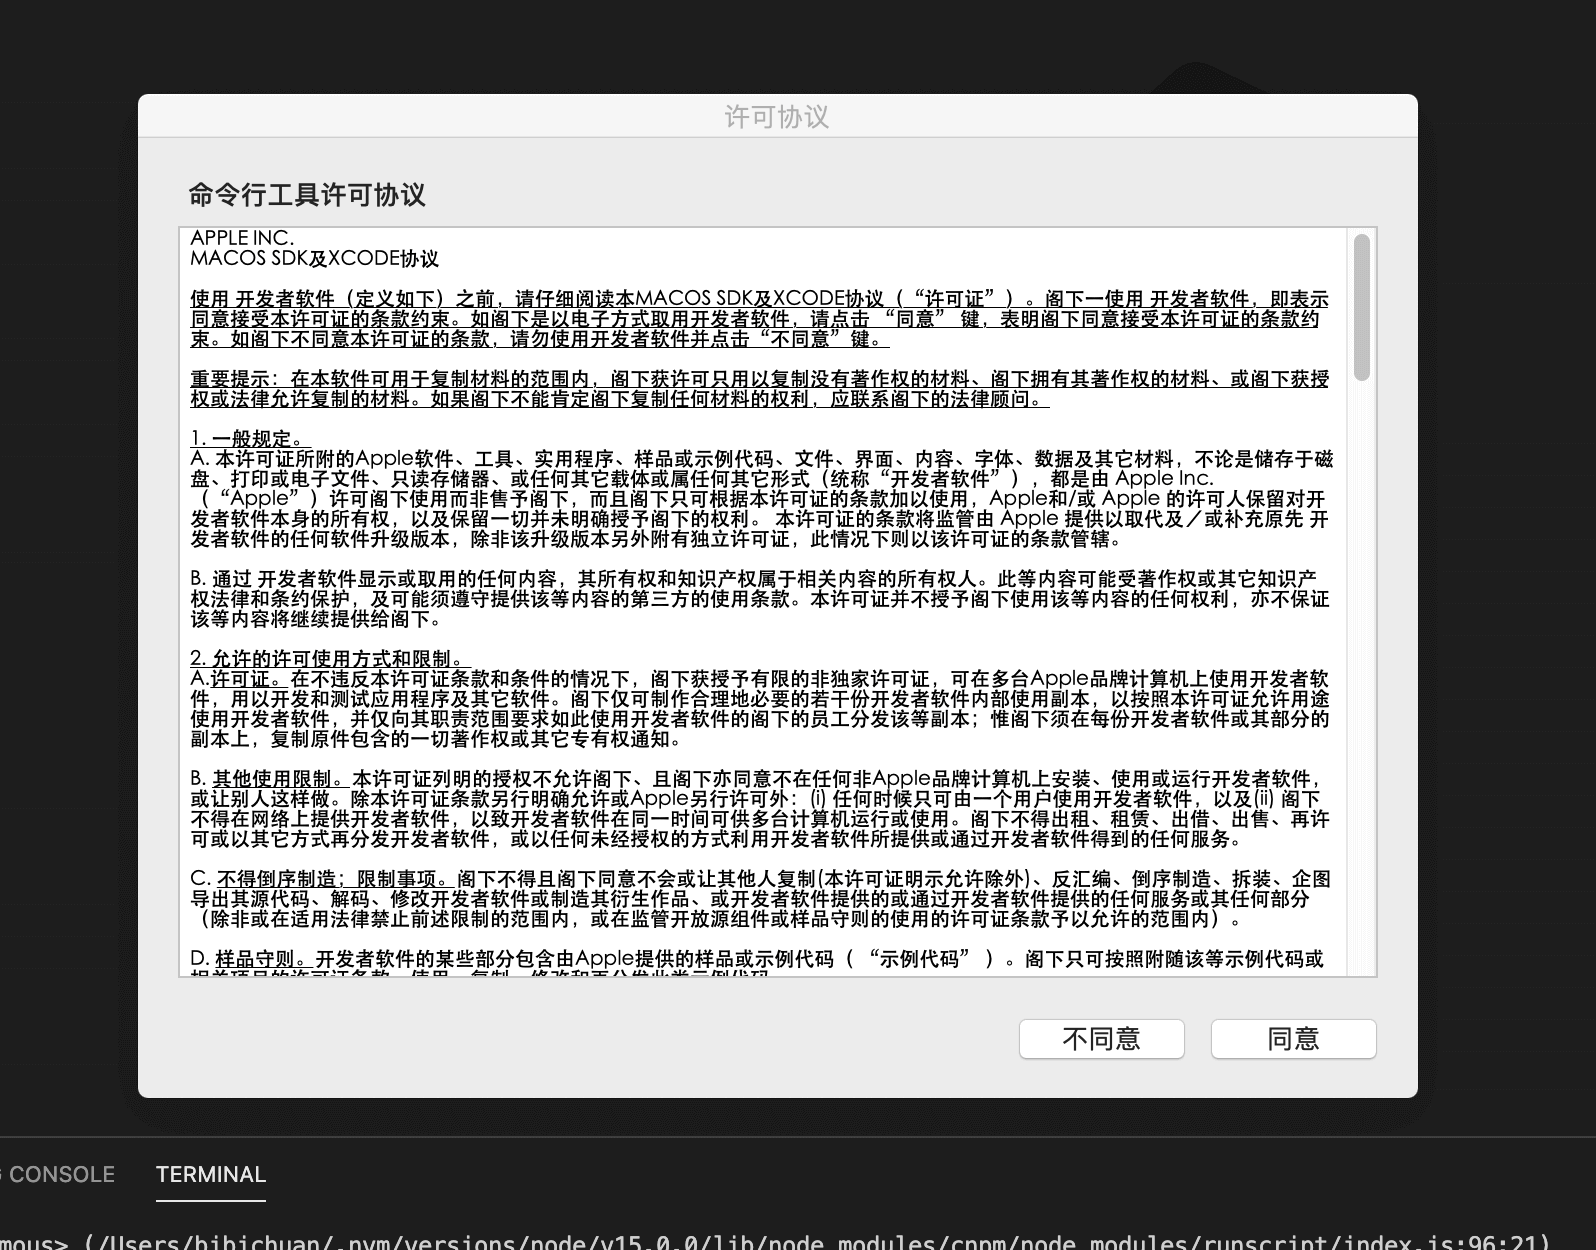 许可协议
命令行工具许可协议
APPLE INC.
MACOS SDK及XCODE协议
使用 开发者软件（定义如下）之前，请仔细阅读本MACOS SDK及XCODE协议（“许可证”）。阁下一使用 开发者软件，即表示
同意接受本许可证的条款约束。如阁下是以电子方式取用开发者软件，请点击 “同意” 键，表明阁下同意接受本许可证的条款约
束。如阁下不同意本许可证的条款，请勿使用开发者软件并点击“不同意”键。
重要提示：在本软件可用于复制材料的范围内，阁下获许可只用以复制没有著作权的材料、阁下拥有其著作权的材料、或阁下获授
权或法律允许复制的材料。如果阁下不能肯定阁下复制任何材料的权利，应联系阁下的法律顾问。
1. 一般规定。
A. 本许可证所附的Apple软件、工具、实用程序、样品或示例代码、文件、界面、内容、字体、数据及其它材料，不论是储存于磁
盘、打印或电子文件、只读存储器、或任何其它载体或属任何其它形式（统称“开发者软件”），都是由 Apple Inc.
（“Apple”）许可阁下使用而非售予阁下，而且阁下只可根据本许可证的条款加以使用，Apple和/或 Apple 的许可人保留对开
发者软件本身的所有权，以及保留一切并未明确授予阁下的权利。 本许可证的条款将监管由 Apple 提供以取代及／或补充原先 开
发者软件的任何软件升级版本，除非该升级版本另外附有独立许可证，此情况下则以该许可证的条款管辖。
B. 通过 开发者软件显示或取用的任何内容，其所有权和知识产权属于相关内容的所有权人。此等内容可能受著作权或其它知识产
权法律和条约保护，及可能须遵守提供该等内容的第三方的使用条款。本许可证并不授予阁下使用该等内容的任何权利，亦不保证
该等内容将继续提供给阁下。
2. 允许的许可使用方式和限制。
A.许可证。在不违反本许可证条款和条件的情况下，阁下获授予有限的非独家许可证，可在多台Apple品牌计算机上使用开发者软
件，用以开发和测试应用程序及其它软件。阁下仅可制作合理地必要的若干份开发者软件内部使用副本，以按照本许可证允许用途
使用开发者软件，并仅向其职责范围要求如此使用开发者软件的阁下的员工分发该等副本；惟阁下须在每份开发者软件或其部分的
副本上，复制原件包含的一切著作权或其它专有权通知。
B. 其他使用限制。本许可证列明的授权不允许阁下、且阁下亦同意不在任何非Apple品牌计算机上安装、使用或运行开发者软件，
或让别人这样做。除本许可证条款另行明确允许或Apple另行许可外：(i) 任何时候只可由一个用户使用开发者软件，以及(ii) 阁下
不得在网络上提供开发者软件，以致开发者软件在同一时间可供多台计算机运行或使用。阁下不得出租、租赁、出借、出售、再许
可或以其它方式再分发开发者软件，或以任何未经授权的方式利用开发者软件所提供或通过开发者软件得到的任何服务。
C. 不得倒序制造；限制事项。阁下不得且阁下同意不会或让其他人复制(本许可证明示允许除外)、反汇编、倒序制造、拆装、企图
导出其源代码、解码、修改开发者软件或制造其衍生作品、或开发者软件提供的或通过开发者软件提供的任何服务或其任何部分
（除非或在适用法律禁止前述限制的范围内，或在监管开放源组件或样品守则的使用的许可证条款予以允许的范围内）。
D. 样品守则。开发者软件的某些部分包含由Apple提供的样品或示例代码（ “示例代码” ）。阁下只可按照附随该等示例代码或
不同意
同意
CONSOLE
TERMINAL
mous> (/Users/bibichuan/.nvm/versions/node/v15.0.0/lib/node_modules/cnpm/node_modules/runscript/index.js:96:21)